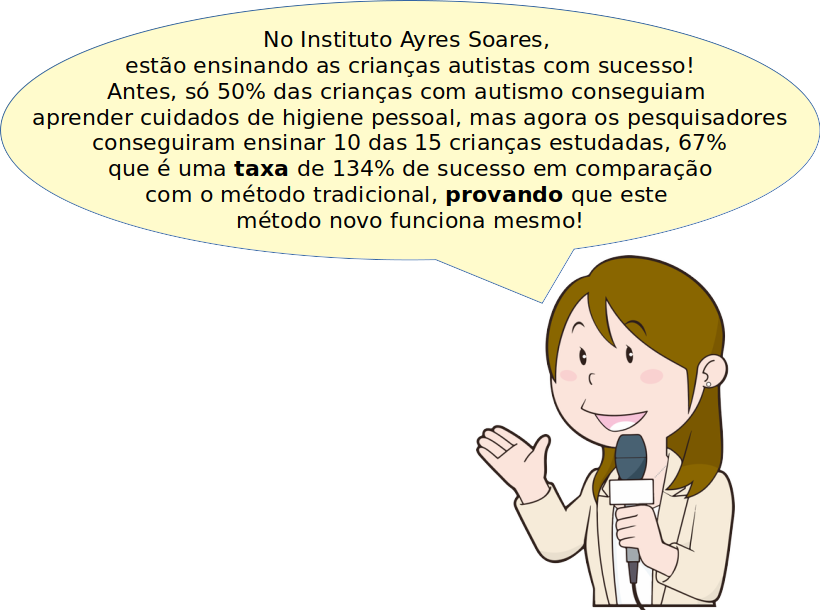 No Instituto Ayres Soares,
estão ensinando as crianças autistas com sucesso!
Antes, só 50% das crianças com autismo conseguiam
aprender cuidados de higiene pessoal, mas agora os pesquisadores
conseguiram ensinar 10 das 15 crianças estudadas, 67%
que é uma taxa de 134% de sucesso em comparação
com o método tradicional, provando que este
método novo funciona mesmo!